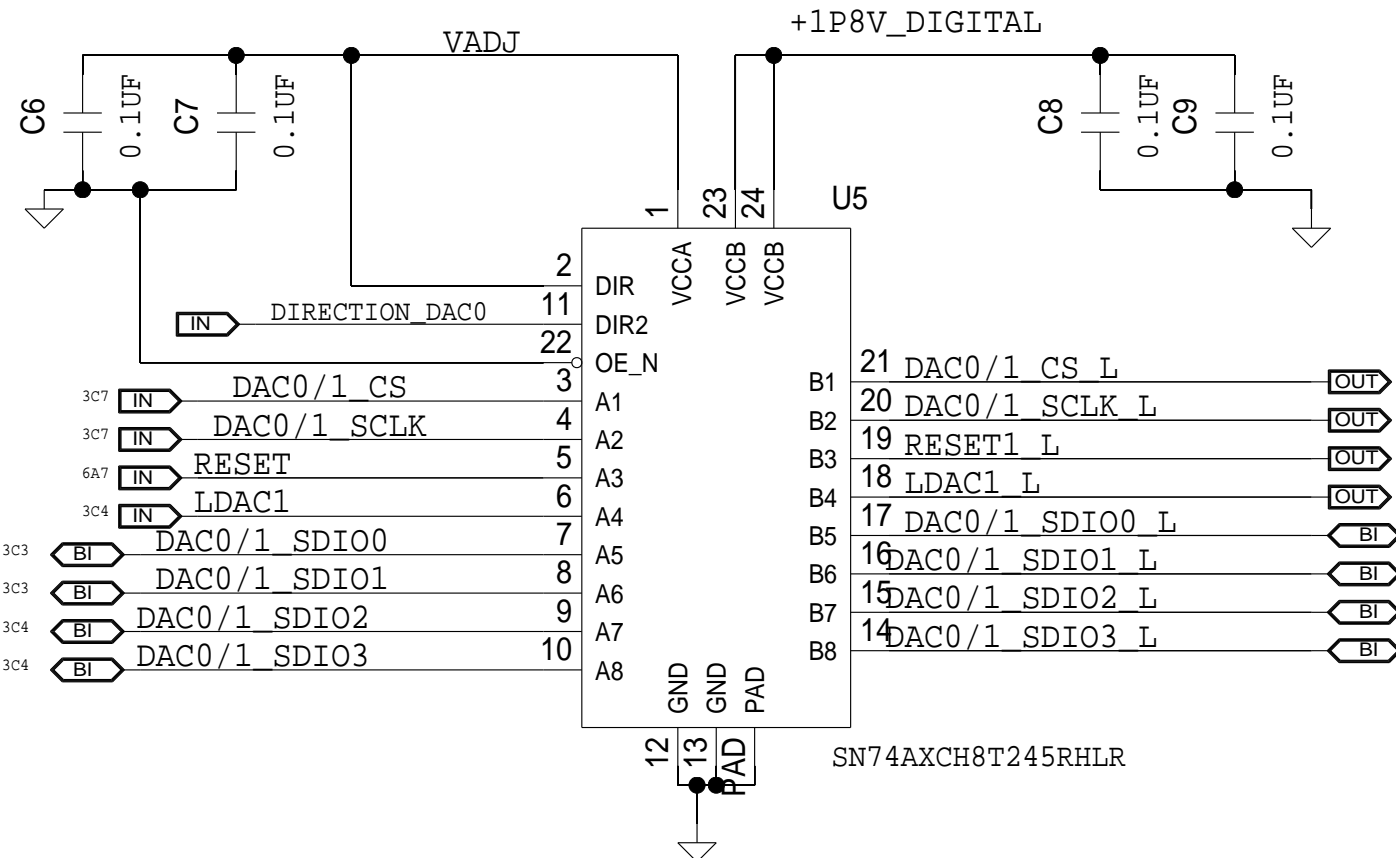 +1P8V_DIGITAL
VADJ
C6
0.1UF
C7
0.1UF
C8
0.1UF
C9
0.1UF
U5
1
23
24
VCCA
VCCB
VCCB
2
DIR
IN
DIRECTION_DAC0
11
DIR2
22
OE_N
3C7
IN
DAC0/1_CS
3
A1
3C7
IN
DAC0/1_SCLK
4
A2
6A7
IN
RESET
5
A3
3C4
IN
LDAC1
6
A4
3C3
BI
DAC0/1_SDIO0
7
A5
3C3
BI
DAC0/1_SDIO1
8
A6
3C4
BI
DAC0/1_SDIO2
9
A7
3C4
BI
DAC0/1_SDIO3
10
A8
B1
21
DAC0/1_CS_L
OUT
B2
20
DAC0/1_SCLK_L
OUT
B3
19
RESET1_L
OUT
B4
18
LDAC1_L
OUT
B5
17
DAC0/1_SDIO0_L
BI
B6
16
DAC0/1_SDIO1_L
BI
B7
15
DAC0/1_SDIO2_L
BI
B8
14
DAC0/1_SDIO3_L
BI
GND
GND
PAD
12
13
PAD
SN74AXCH8T245RHLR